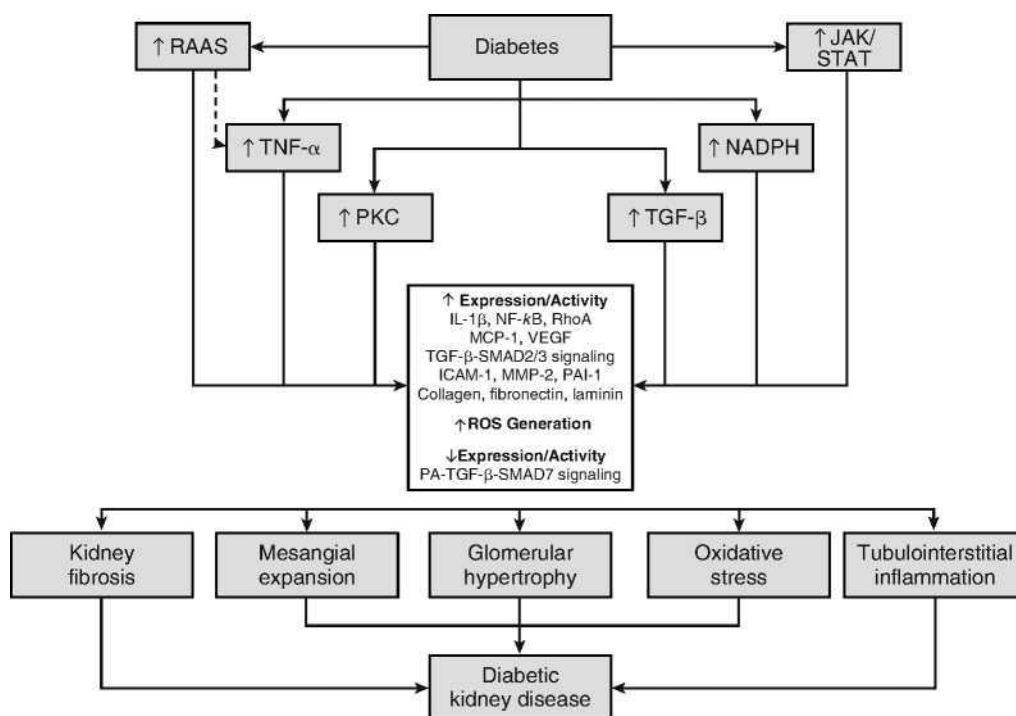 ↑ RAAS
Diabetes
↑ JAK/
STAT
↑ TNF-α
↑ NADPH
↑ PKC
↑ TGF-β
↑ Expression/Activity
IL-1β, NF-kB, RhoA
MCP-1, VEGF
TGF-β-SMAD2/3 signaling
ICAM-1, MMP-2, PAI-1
Collagen, fibronectin, laminin
↑ROS Generation
↓Expression/Activity
PA-TGF-β-SMAD7 signaling
Kidney
fibrosis
Mesangial
expansion
Glomerular
hypertrophy
Oxidative
stress
Tubulointerstitial
inflammation
Diabetic
kidney disease